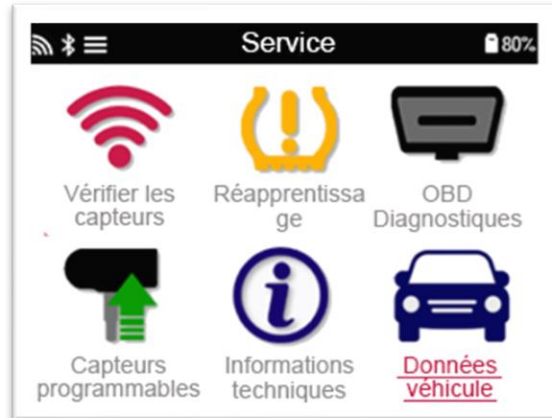 Service
80%
Vérifier les
capteurs
Réapprentissa
ge
OBD
Diagnostiques
Capteurs
programmables
Informations
techniques
Données
véhicule